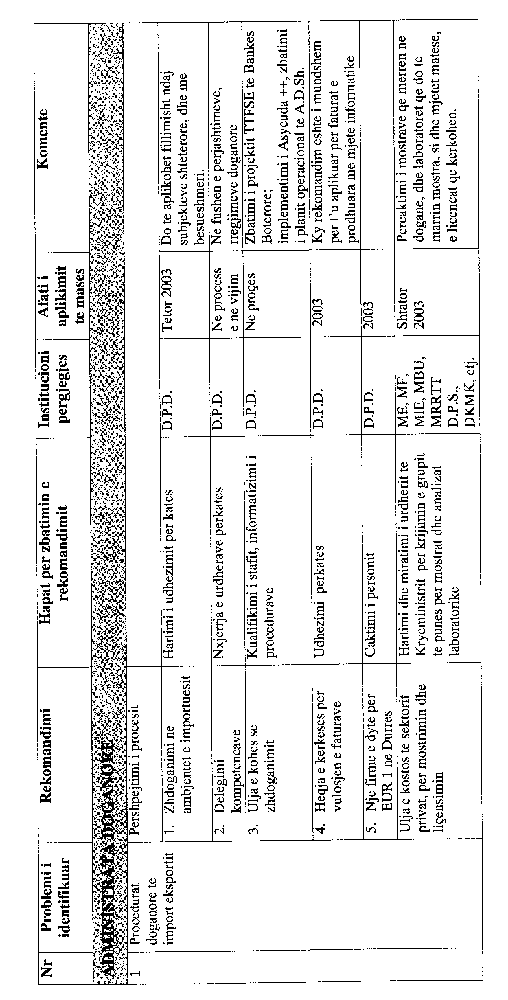 Nr
Problemi i
identifikuar
Rekomandimi
Hapat per zbatimin e
rekomandimit
Institucioni
pergjegjes
Afati i
aplikimit
te mases
Komente
ADMINISTRATA DOGANORE
1
Procedurat
doganore te
import eksportit
Pershpejtimi i procesit
1. Zhdoganimi ne
ambjentet e importuesit
Hartimi i udhezimit per kates
D.P.D.
Tetor 2003
Do te aplikohet fillimisht ndaj
subjekteve shteterore, dhe me
besueshmeri.
2. Delegimi
kompetencave
Nxjerrja e urdherave perkates
D.P.D.
Ne process
e ne vijim
Ne fushen e perjashtimeve,
rregjimeve doganore
3. Ulja e kohes se
zhdoganimit
Kualifikimi i stafit, informatizimi i
procedurave
D.P.D.
Ne proçes
Zbatimi i projektit TTFSE te Bankes
Boterore;
implementimi i Asycuda ++, zbatimi
i planit operacional te A.D.Sh.
4. Heqja e kerkeses per
vulosjen e faturave
Udhezimi perkates
D.P.D.
2003
Ky rekomandim eshte i mundshem
per t'u aplikuar per faturat e
prodhuara me mjete informatike
5. Nje firme e dyte per
EUR 1 ne Durres
Caktimi i personit
D.P.D.
2003
Ulja e kostos te sektorit
privat, per mostrimin dhe
liçensimin
Hartimi dhe miratimi i urdherit te
Kryeministrit per krijimin e grupit
te punes per mostrat dhe analizat
laboratorike
ME, MF,
MIE, MBU,
MRRTT
D.P.S.,
DKMK, etj.
Shtator
2003
Percaktimi i mostrave qe merren ne
dogane, dhe laboratoret qe do te
marrin mostra, si dhe mjetet matese,
e licencat qe kerkohen.